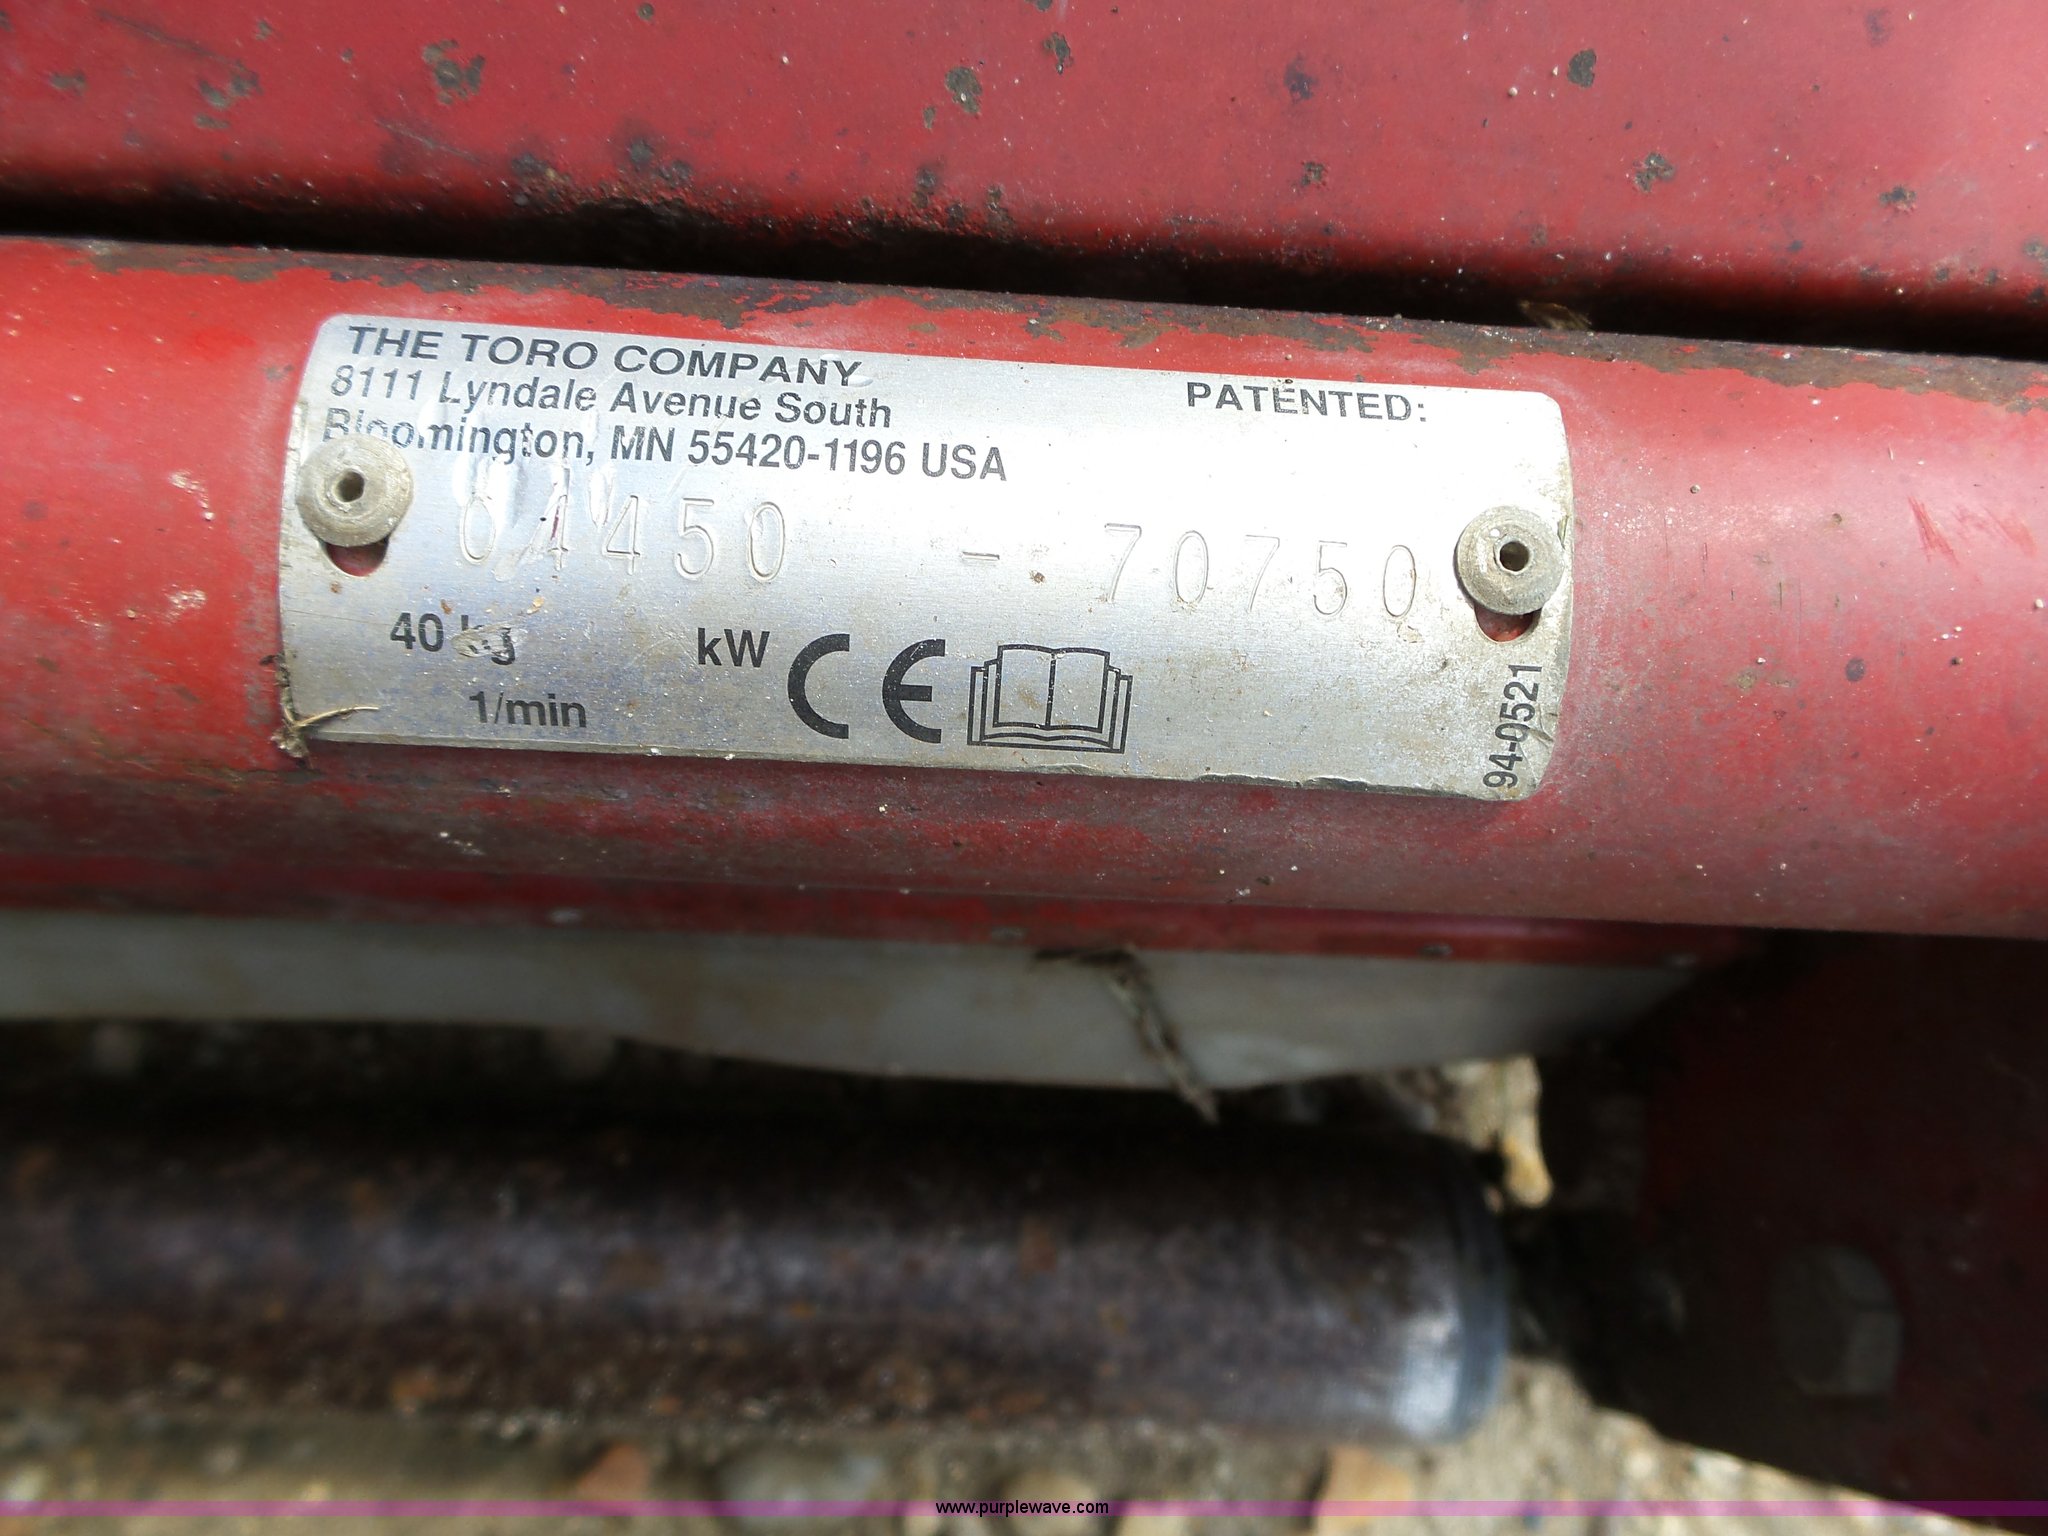 THE TORO COMPANY
8111 Lyndale Avenue South
Bloomington, MN 55420-1196 USA
PATENTED:
04450 - 70750
40 kg
kW
CE
1/min
94-0521
www.purplewave.com